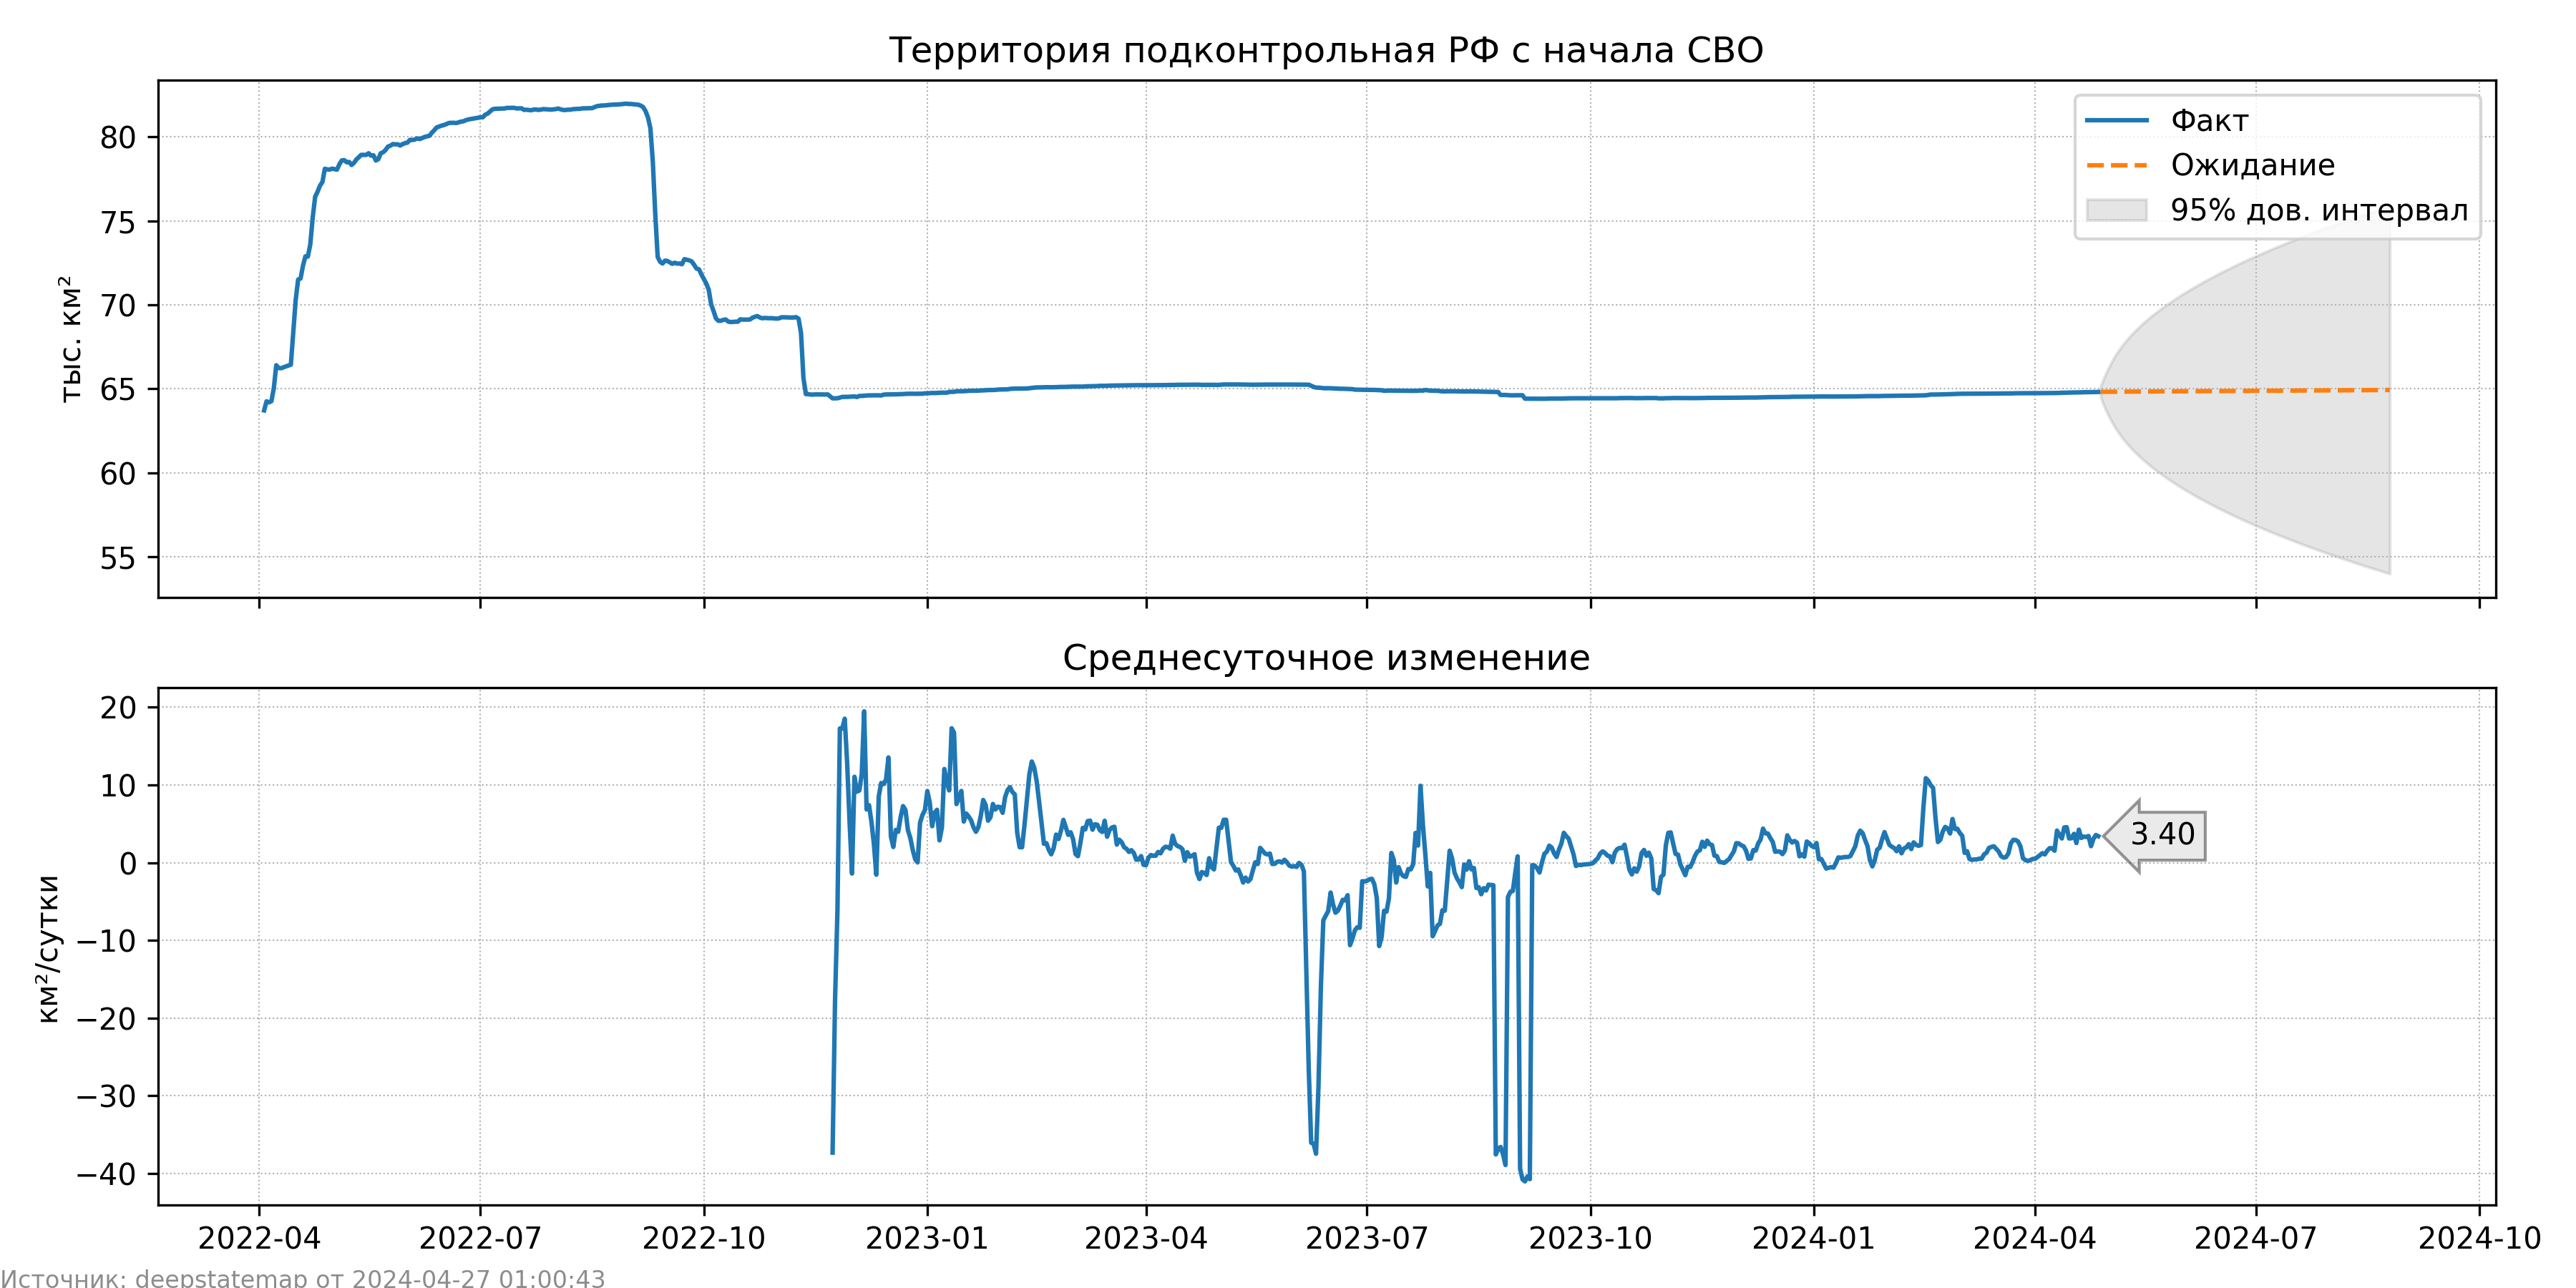 Территория подконтрольная РФ с начала СВО
тыс. км²
80
75
70
65
60
55
Факт
Ожидание
95% дов. интервал
Среднесуточное изменение
км²/сутки
20
10
0
−10
−20
−30
−40
3.40
2022-04 2022-07 2022-10 2023-01 2023-04 2023-07 2023-10 2024-01 2024-04 2024-07 2024-10
Источник: deepstatemap от 2024-04-27 01:00:43